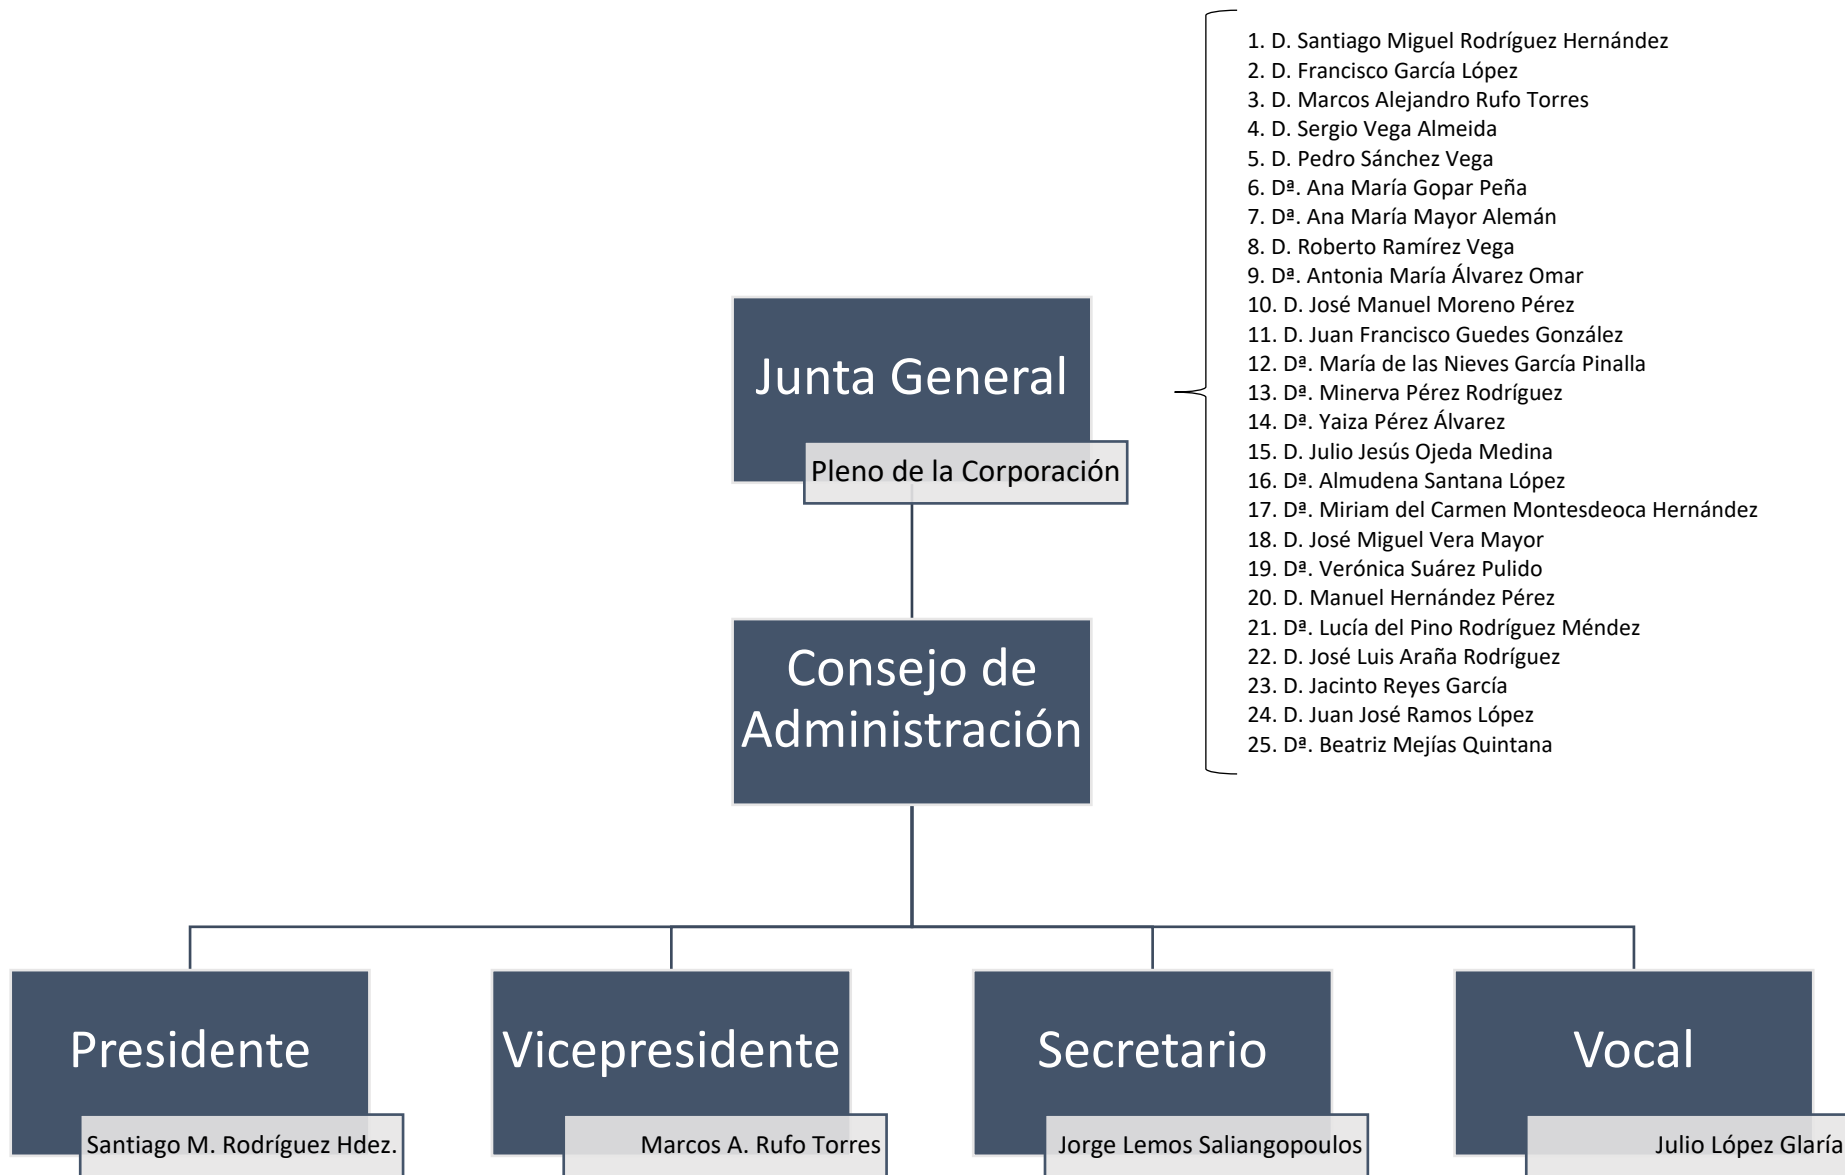 1. D. Santiago Miguel Rodríguez Hernández
2. D. Francisco García López
3. D. Marcos Alejandro Rufo Torres
4. D. Sergio Vega Almeida
5. D. Pedro Sánchez Vega
6. Dª. Ana María Gopar Peña
7. Dª. Ana María Mayor Alemán
8. D. Roberto Ramírez Vega
9. Dª. Antonia María Álvarez Omar
10. D. José Manuel Moreno Pérez
11. D. Juan Francisco Guedes González
12. Dª. María de las Nieves García Pinalla
13. Dª. Minerva Pérez Rodríguez
14. Dª. Yaiza Pérez Álvarez
15. D. Julio Jesús Ojeda Medina
16. Dª. Almudena Santana López
17. Dª. Miriam del Carmen Montesdeoca Hernández
18. D. José Miguel Vera Mayor
19. Dª. Verónica Suárez Pulido
20. D. Manuel Hernández Pérez
21. Dª. Lucía del Pino Rodríguez Méndez
22. D. José Luis Araña Rodríguez
23. D. Jacinto Reyes García
24. D. Juan José Ramos López
25. Dª. Beatriz Mejías Quintana
Junta General
Pleno de la Corporación
Consejo de
Administración
Presidente
Santiago M. Rodríguez Hdez.
Vicepresidente
Marcos A. Rufo Torres
Secretario
Jorge Lemos Saliangopoulos
Vocal
Julio López Glaría